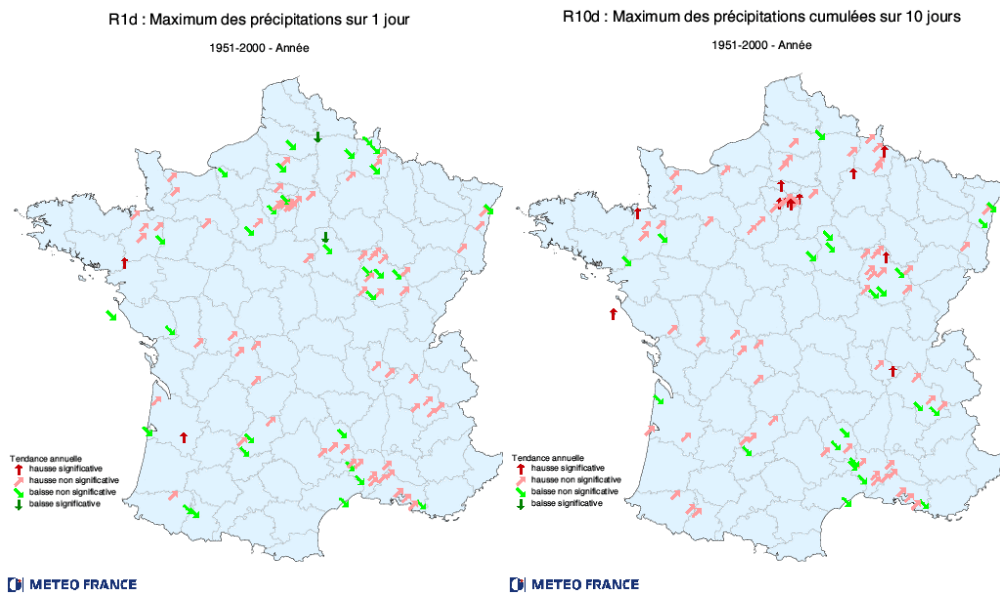 R1d : Maximum des précipitations sur 1 jour
1951-2000 - Année
Tendance annuelle
hausse significative
hausse non significative
baisse non significative
baisse significative
METEO FRANCE
R10d : Maximum des précipitations cumulées sur 10 jours
1951-2000 - Année
Tendance annuelle
hausse significative
hausse non significative
baisse non significative
baisse significative
METEO FRANCE